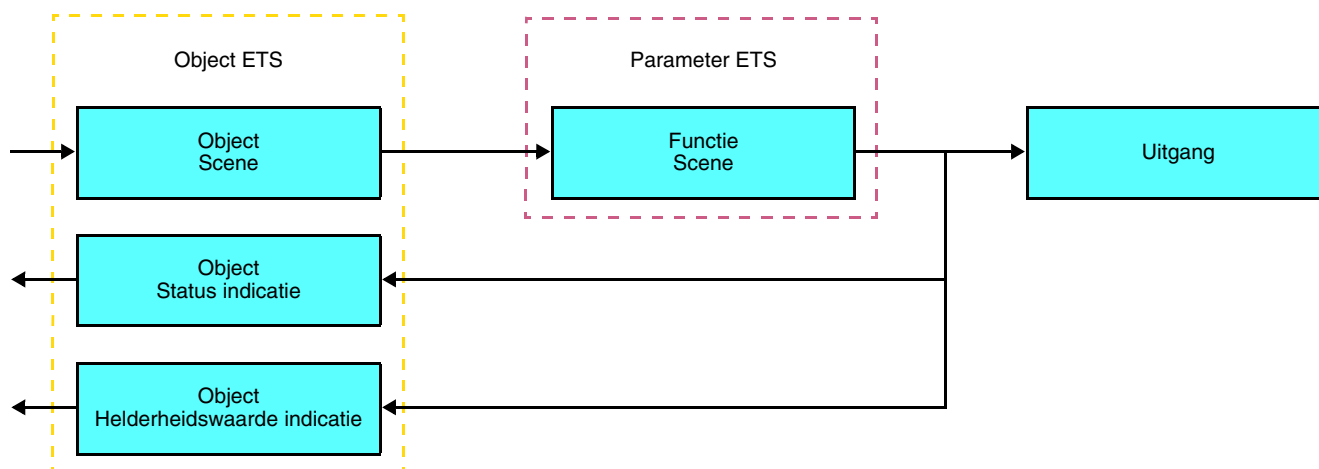 Object ETS
Parameter ETS
Object
Scene
Functie
Scene
Uitgang
Object
Status indicatie
Object
Helderheidswaarde indicatie